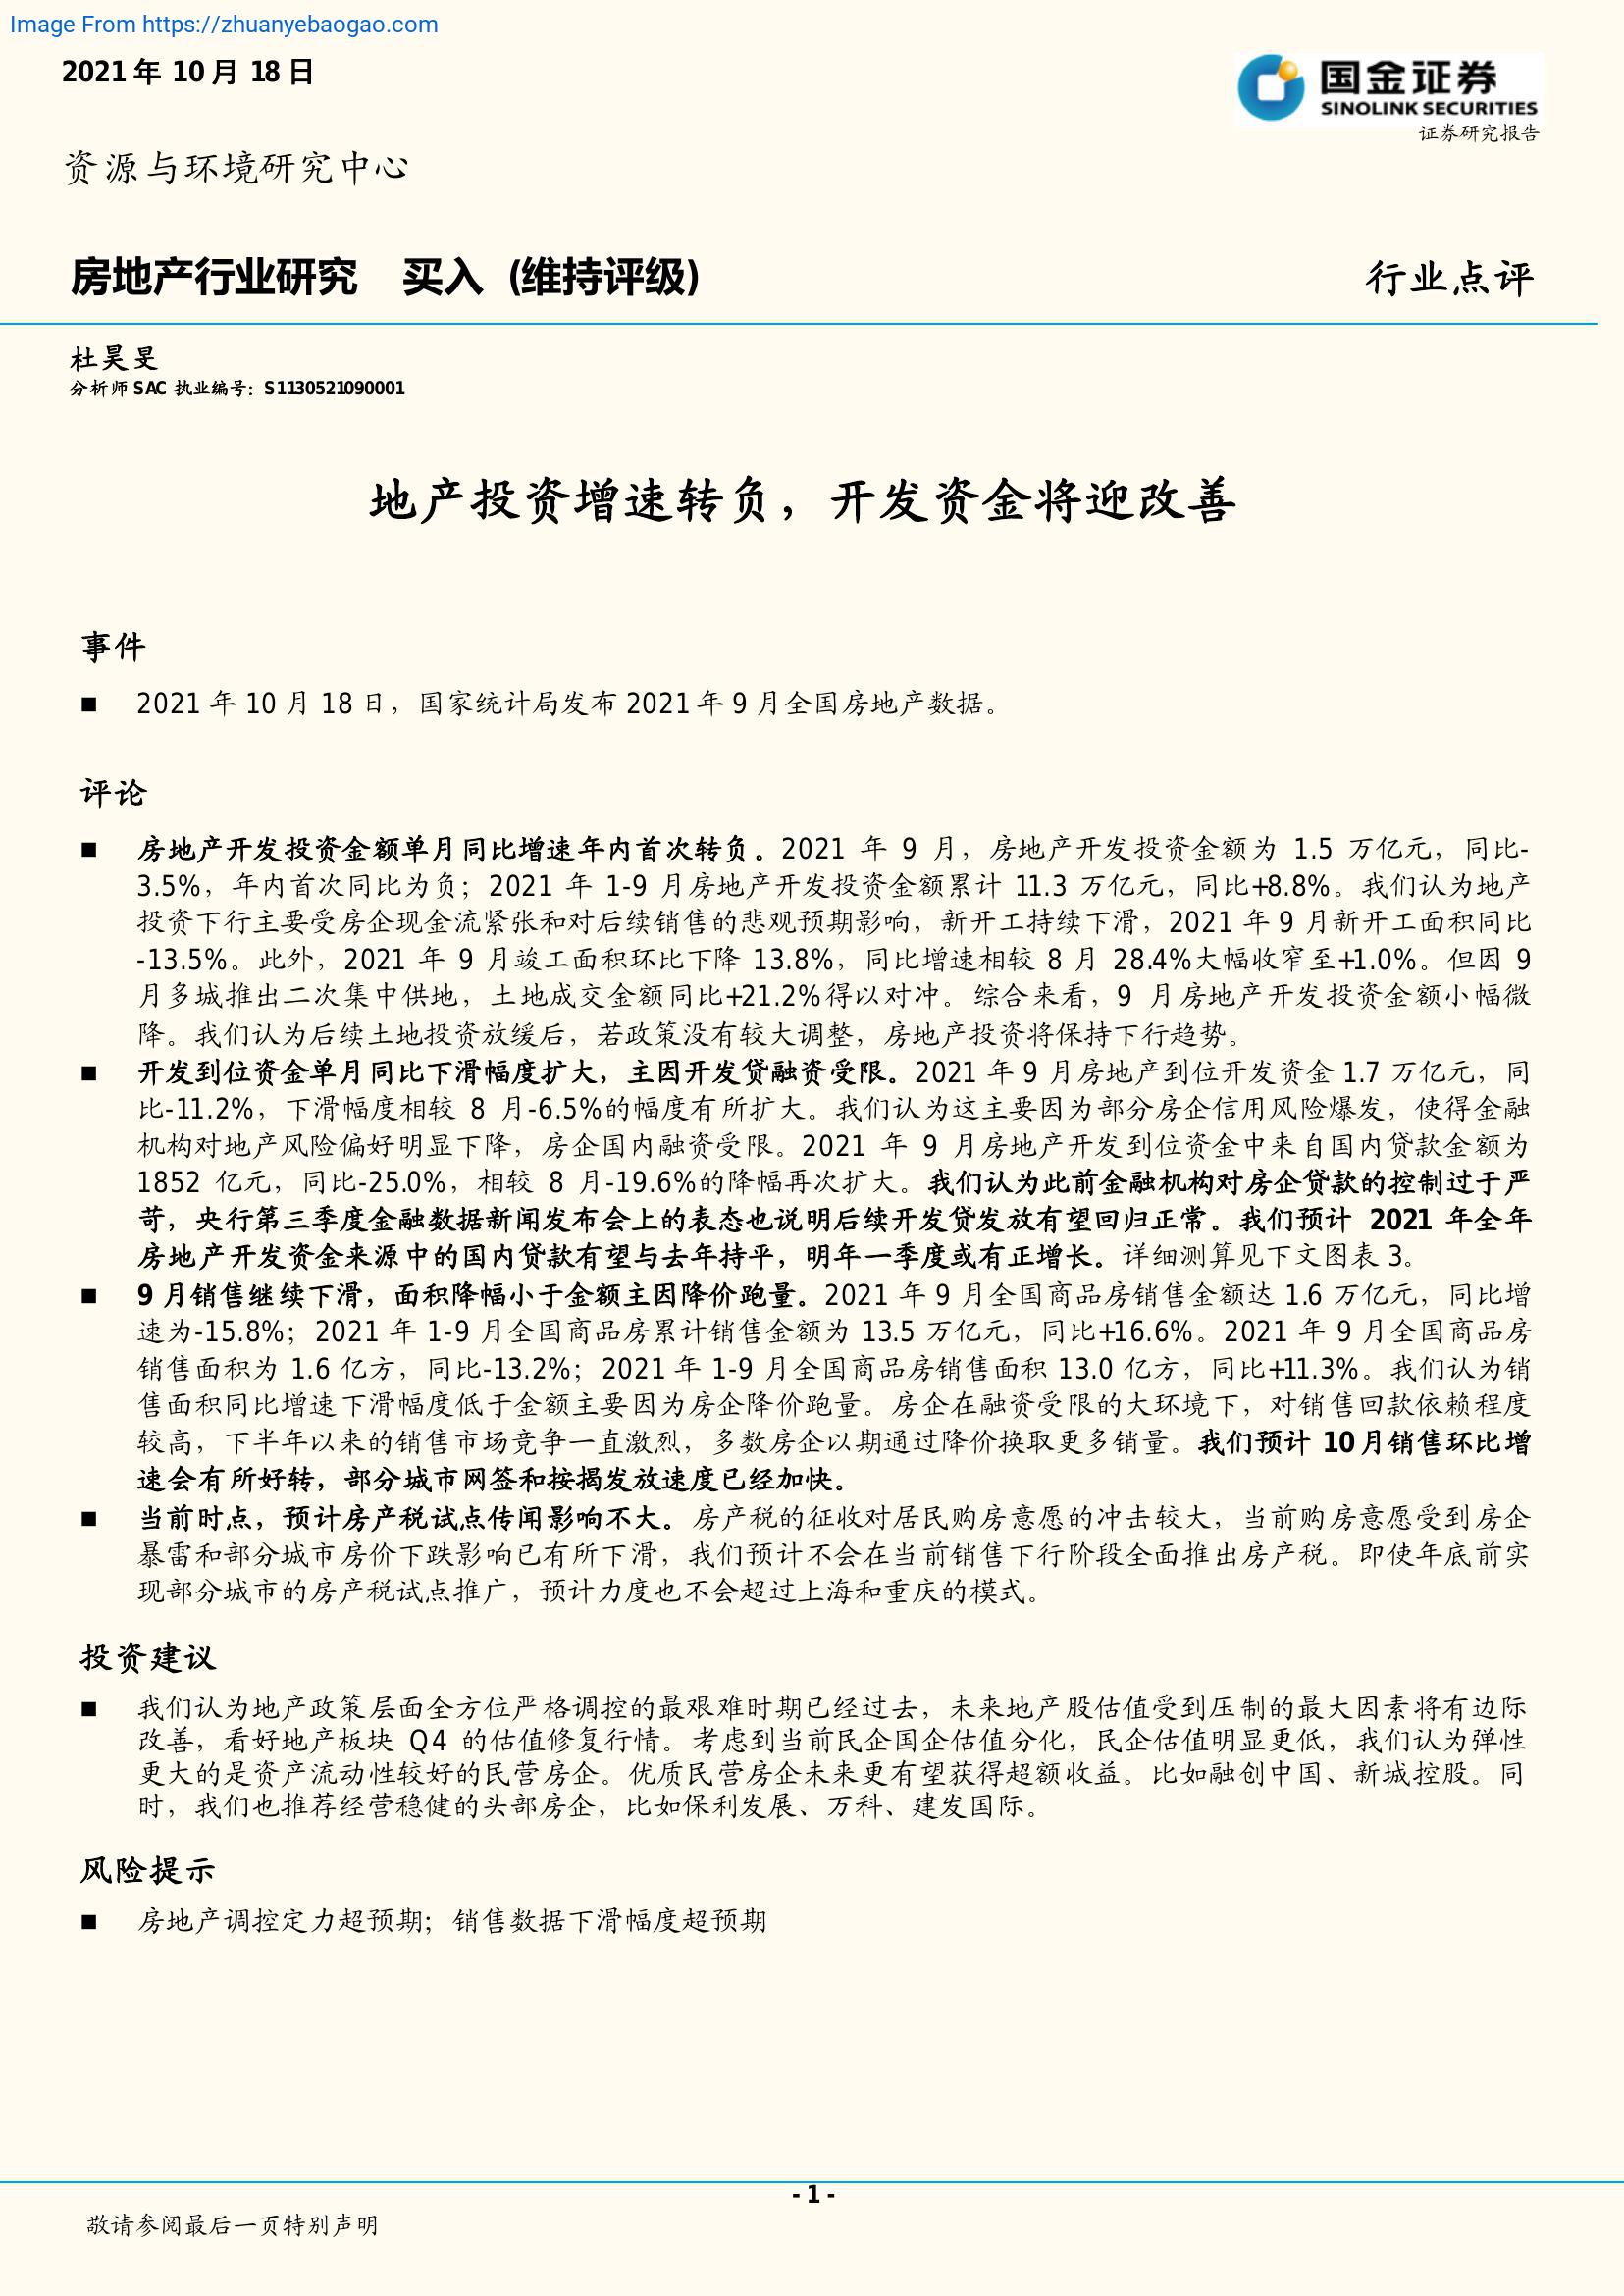 Image From https://zhuanyebaogao.com
2021 年 10 月 18 日
国金证券
SINOLINK SECURITIES
证券研究报告
资源与环境研究中心
房地产行业研究 买入 (维持评级)
行业点评
杜昊旻
分析师 SAC 执业编号：S1130521090001
地产投资增速转负，开发资金将迎改善
事件
■ 2021 年 10 月 18 日，国家统计局发布 2021 年 9 月全国房地产数据。
评论
■ 房地产开发投资金额单月同比增速年内首次转负。2021 年 9 月，房地产开发投资金额为 1.5 万亿元，同比-
3.5%，年内首次同比为负；2021 年 1-9 月房地产开发投资金额累计 11.3 万亿元，同比+8.8%。我们认为地产
投资下行主要受房企现金流紧张和对后续销售的悲观预期影响，新开工持续下滑，2021 年 9 月新开工面积同比
-13.5%。此外，2021 年 9 月竣工面积环比下降 13.8%，同比增速相较 8 月 28.4%大幅收窄至+1.0%。但因 9
月多城推出二次集中供地，土地成交金额同比+21.2%得以对冲。综合来看，9 月房地产开发投资金额小幅微
降。我们认为后续土地投资放缓后，若政策没有较大调整，房地产投资将保持下行趋势。
■ 开发到位资金单月同比下滑幅度扩大，主因开发贷融资受限。2021 年 9 月房地产到位开发资金 1.7 万亿元，同
比-11.2%，下滑幅度相较 8 月-6.5%的幅度有所扩大。我们认为这主要因为部分房企信用风险爆发，使得金融
机构对地产风险偏好明显下降，房企国内融资受限。2021 年 9 月房地产开发到位资金中来自国内贷款金额为
1852 亿元，同比-25.0%，相较 8 月-19.6%的降幅再次扩大。我们认为此前金融机构对房企贷款的控制过于严
苛，央行第三季度金融数据新闻发布会上的表态也说明后续开发贷发放有望回归正常。我们预计 2021 年全年
房地产开发资金来源中的国内贷款有望与去年持平，明年一季度或有正增长。详细测算见下文图表 3。
■ 9 月销售继续下滑，面积降幅小于金额主因降价跑量。2021 年 9 月全国商品房销售金额达 1.6 万亿元，同比增
速为-15.8%；2021 年 1-9 月全国商品房累计销售金额为 13.5 万亿元，同比+16.6%。2021 年 9 月全国商品房
销售面积为 1.6 亿方，同比-13.2%；2021 年 1-9 月全国商品房销售面积 13.0 亿方，同比+11.3%。我们认为销
售面积同比增速下滑幅度低于金额主要因为房企降价跑量。房企在融资受限的大环境下，对销售回款依赖程度
较高，下半年以来的销售市场竞争一直激烈，多数房企以期通过降价换取更多销量。我们预计 10 月销售环比增
速会有所好转，部分城市网签和按揭发放速度已经加快。
■ 当前时点，预计房产税试点传闻影响不大。房产税的征收对居民购房意愿的冲击较大，当前购房意愿受到房企
暴雷和部分城市房价下跌影响已有所下滑，我们预计不会在当前销售下行阶段全面推出房产税。即使年底前实
现部分城市的房产税试点推广，预计力度也不会超过上海和重庆的模式。
投资建议
■ 我们认为地产政策层面全方位严格调控的最艰难时期已经过去，未来地产股估值受到压制的最大因素将有边际
改善，看好地产板块 Q4 的估值修复行情。考虑到当前民企国企估值分化，民企估值明显更低，我们认为弹性
更大的是资产流动性较好的民营房企。优质民营房企未来更有望获得超额收益。比如融创中国、新城控股。同
时，我们也推荐经营稳健的头部房企，比如保利发展、万科、建发国际。
风险提示
■ 房地产调控定力超预期；销售数据下滑幅度超预期
- 1 -
敬请参阅最后一页特别声明